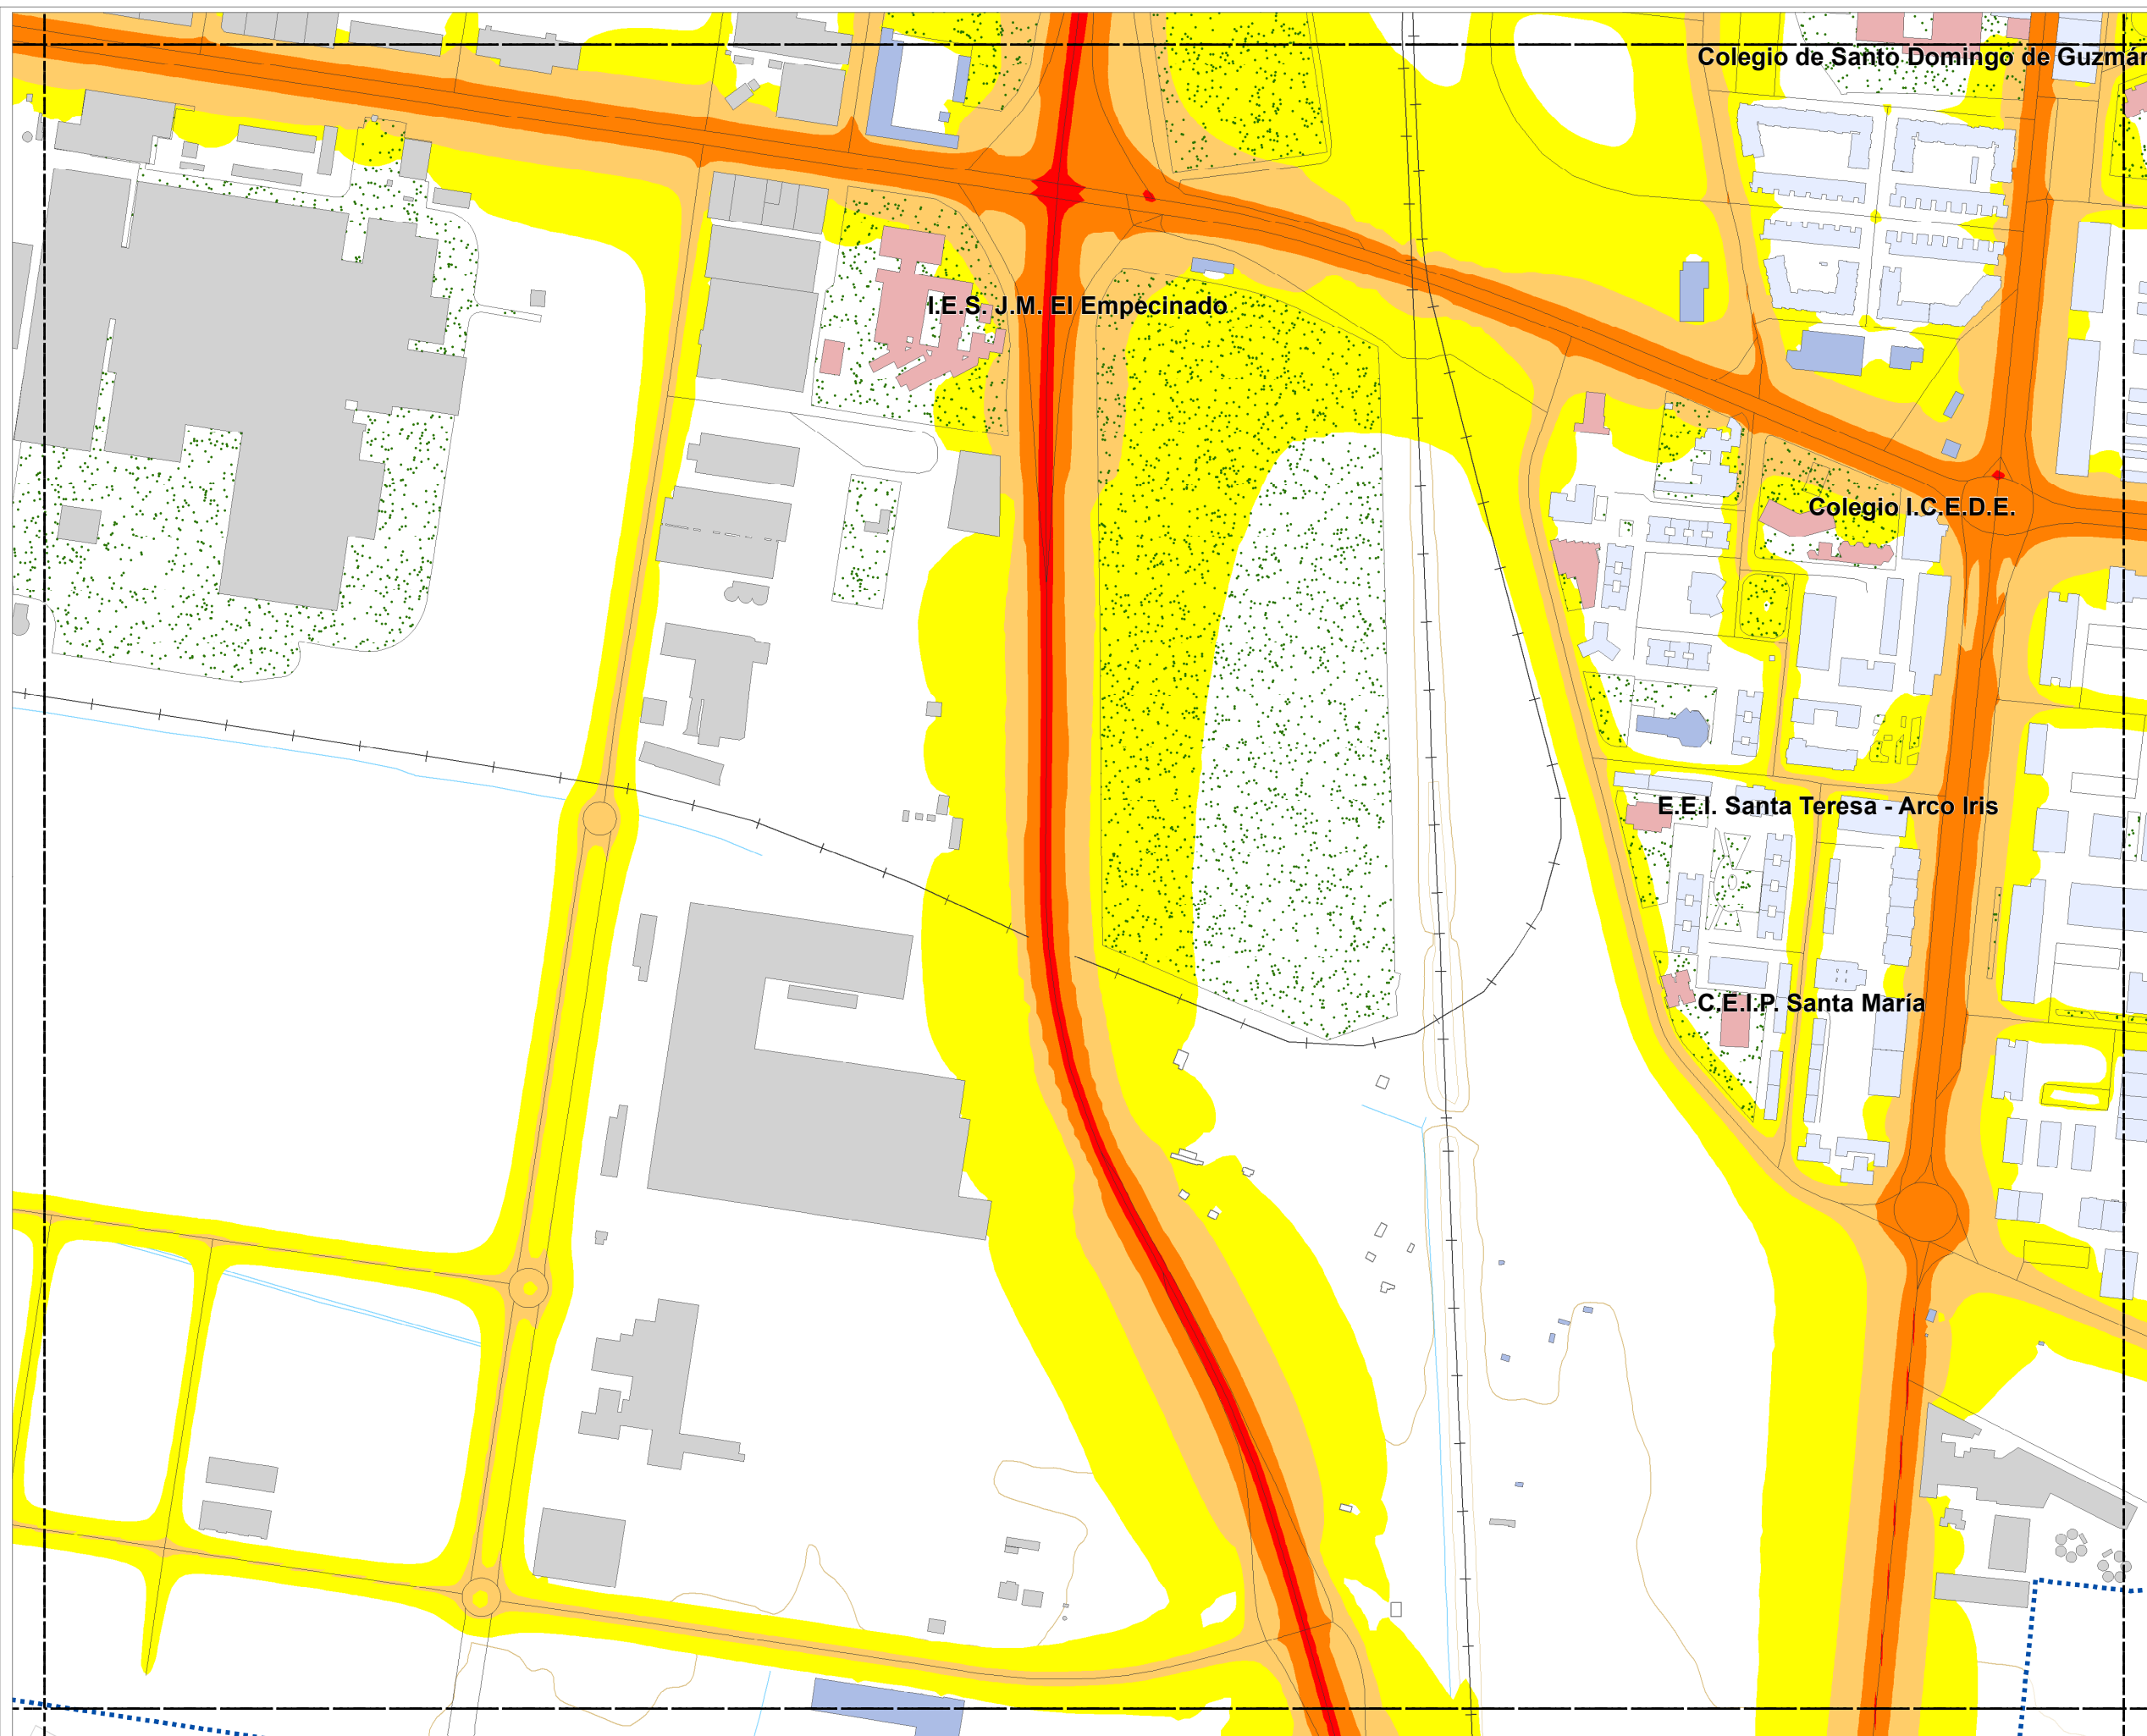 Colegio de Santo Domingo de Guzmán
I.E.S. J.M. El Empecinado
Colegio I.C.E.D.E.
E.E.I. Santa Teresa - Arco Iris
C.E.I.P. Santa María